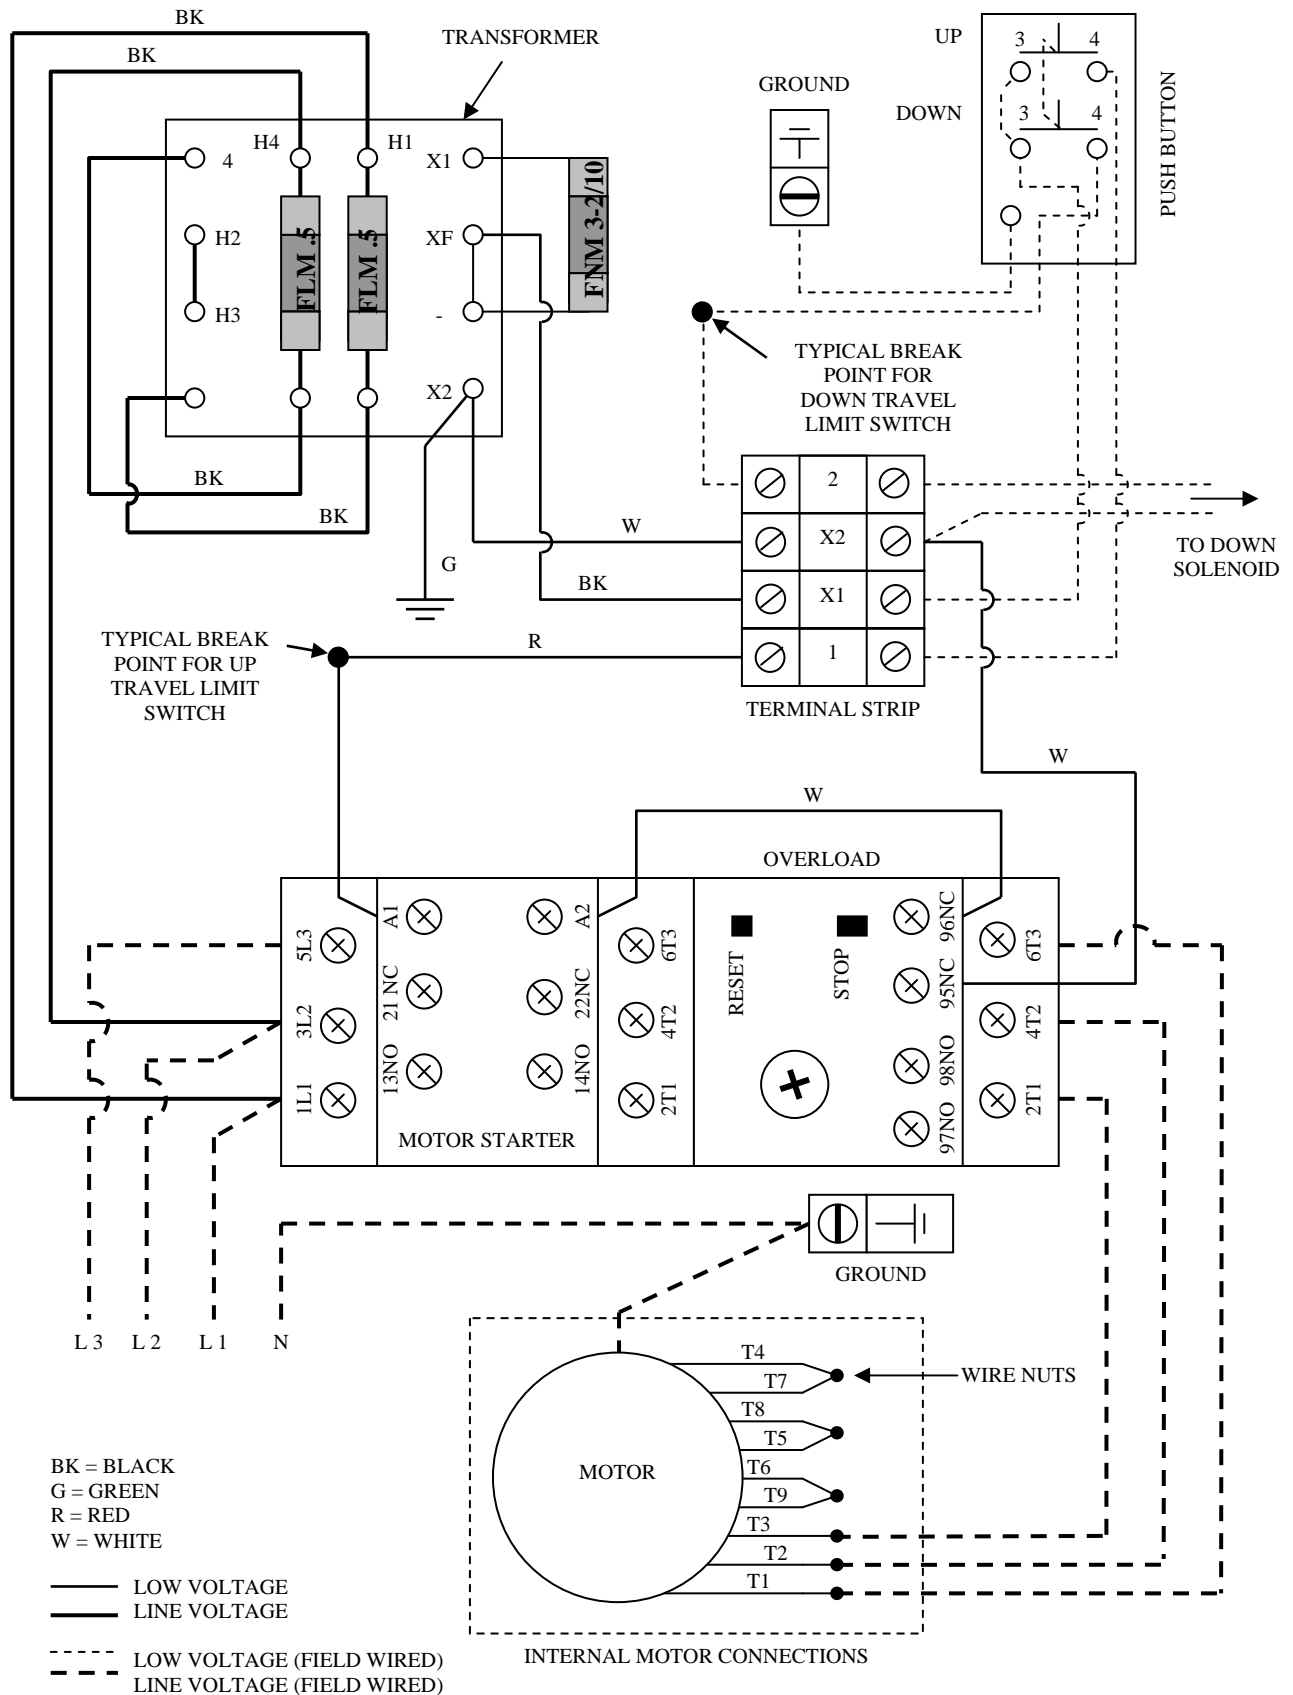 BK
BK
TRANSFORMER
UP
3
4
GROUND
DOWN
3
4
PUSH BUTTON
4
H4
H1
X1
FNM 3-2/10
H2
XF
FLM .5
FLM .5
H3
-
X2
TYPICAL BREAK
POINT FOR
DOWN TRAVEL
LIMIT SWITCH
BK
BK
2
W
X2
TO DOWN
SOLENOID
G
BK
X1
TYPICAL BREAK
POINT FOR UP
TRAVEL LIMIT
SWITCH
R
1
TERMINAL STRIP
W
W
OVERLOAD
5L3
A1
A2
6T3
RESET
STOP
96NC
6T3
3L2
21 NC
22NC
4T2
95NC
4T2
1L1
13NO
14NO
2T1
98NO
2T1
97NO
MOTOR STARTER
GROUND
L 3
L 2
L 1
N
T4
T7
WIRE NUTS
T8
T5
MOTOR
T6
T9
T3
T2
T1
INTERNAL MOTOR CONNECTIONS
BK = BLACK
G = GREEN
R = RED
W = WHITE
LOW VOLTAGE
LINE VOLTAGE
LOW VOLTAGE (FIELD WIRED)
LINE VOLTAGE (FIELD WIRED)